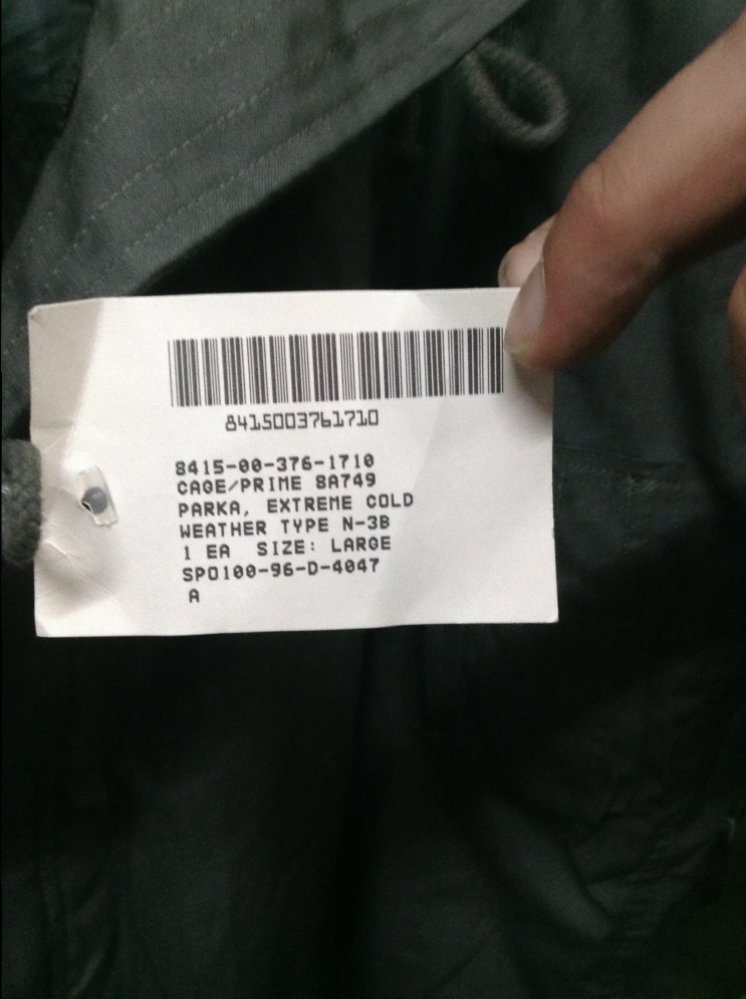 8415003761710
8415-00-376-1710
CAGE/PRIME 8A749
PARKA, EXTREME COLD
WEATHER TYPE N-3B
1 EA SIZE: LARGE
SPO100-96-D-4047
A